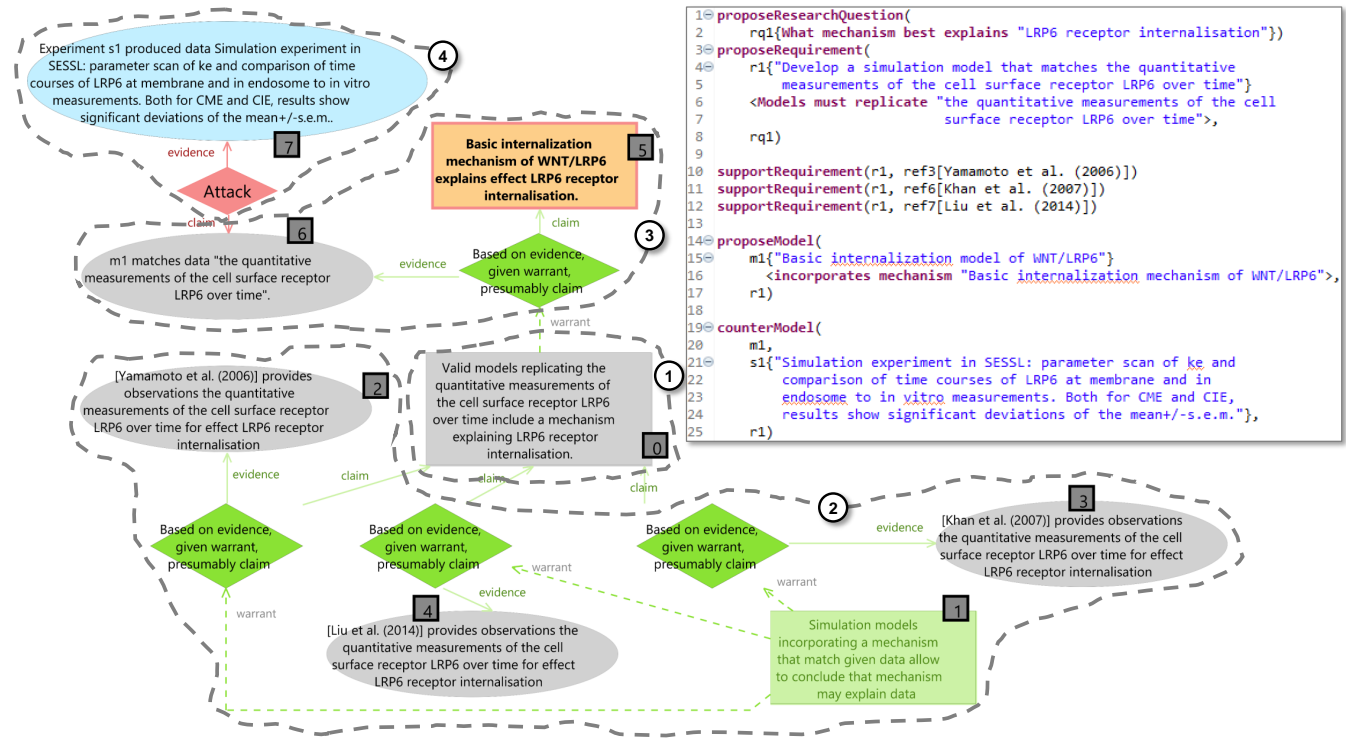 Experiment s1 produced data Simulation experiment in
SESSL: parameter scan of ke and comparison of time
courses of LRP6 at membrane and in endosome to in vitro
measurements. Both for CME and CIE, results show
significant deviations of the mean+/-s.e.m..
4
7
evidence
Attack
claim
6
m1 matches data "the quantitative
measurements of the cell surface receptor
LRP6 over time".
Basic internalization
mechanism of WNT/LRP6
explains effect LRP6 receptor
internalisation.
5
3
claim
evidence
Based on evidence,
given warrant,
presumably claim
warrant
Valid models replicating the
quantitative measurements of
the cell surface receptor LRP6
over time include a mechanism
explaining LRP6 receptor
internalisation.
1
0
[Yamamoto et al. (2006)] provides
observations the quantitative
measurements of the cell surface receptor
LRP6 over time for effect LRP6 receptor
internalisation
2
evidence
claim
claim
claim
Based on evidence,
given warrant,
presumably claim
Based on evidence,
given warrant,
presumably claim
Based on evidence,
given warrant,
presumably claim
2
evidence
3
[Khan et al. (2007)] provides observations
the quantitative measurements of the cell
surface receptor LRP6 over time for effect
LRP6 receptor internalisation
warrant
warrant
warrant
evidence
4
[Liu et al. (2014)] provides observations the
quantitative measurements of the cell
surface receptor LRP6 over time for effect
LRP6 receptor internalisation
1
Simulation models
incorporating a mechanism
that match given data allow
to conclude that mechanism
may explain data
1 proposeResearchQuestion(
2 rq1{What mechanism best explains "LRP6 receptor internalisation"})
3 proposeRequirement(
4 r1{"Develop a simulation model that matches the quantitative
5 measurements of the cell surface receptor LRP6 over time"}
6 <Models must replicate "the quantitative measurements of the cell
7 surface receptor LRP6 over time">,
8 rq1)
9
10 supportRequirement(r1, ref3[Yamamoto et al. (2006)])
11 supportRequirement(r1, ref6[Khan et al. (2007)])
12 supportRequirement(r1, ref7[Liu et al. (2014)])
13
14 proposeModel(
15 m1{"Basic internalization model of WNT/LRP6"}
16 <incorporates mechanism "Basic internalization mechanism of WNT/LRP6">,
17 r1)
18
19 counterModel(
20 m1,
21 s1{"Simulation experiment in SESSL: parameter scan of ke and
22 comparison of time courses of LRP6 at membrane and in
23 endosome to in vitro measurements. Both for CME and CIE,
24 results show significant deviations of the mean+/-s.e.m."},
25 r1)